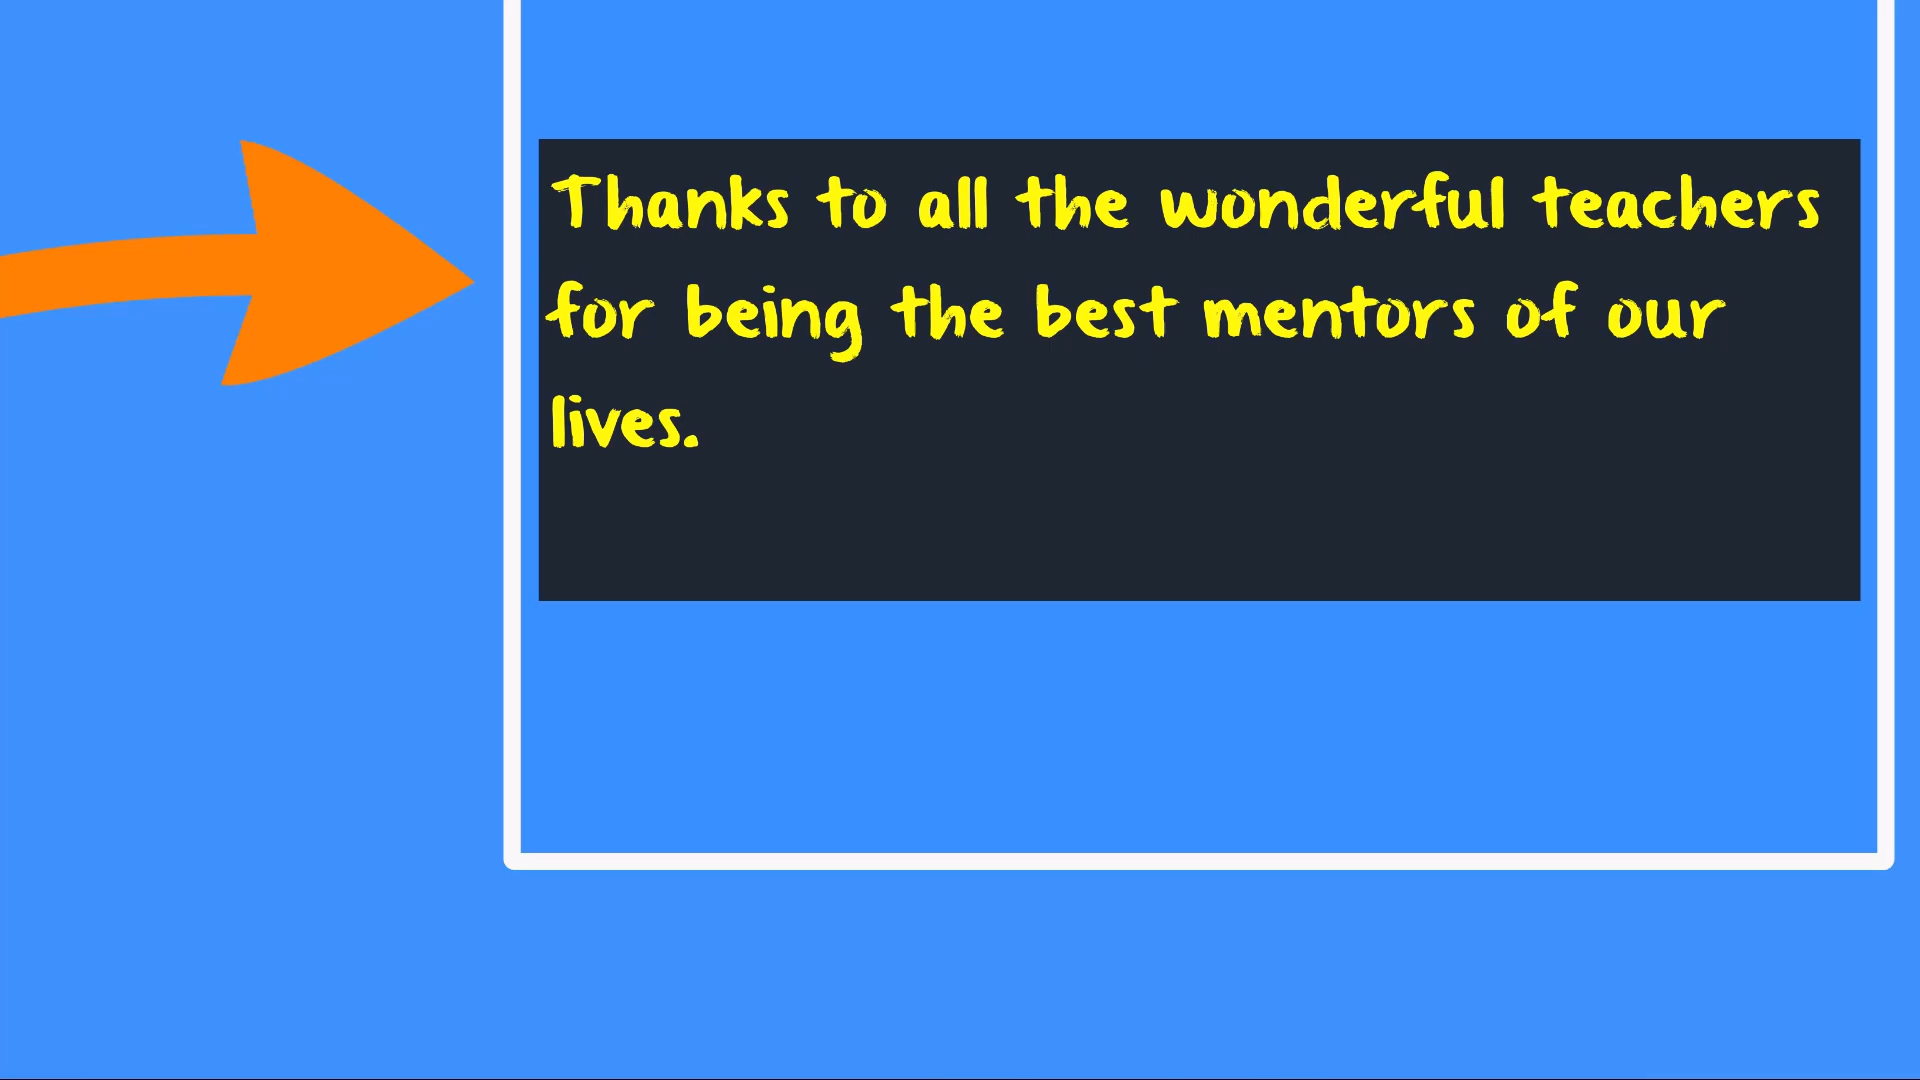 Thanks to all the wonderful teachers
for being the best mentors of our
lives.